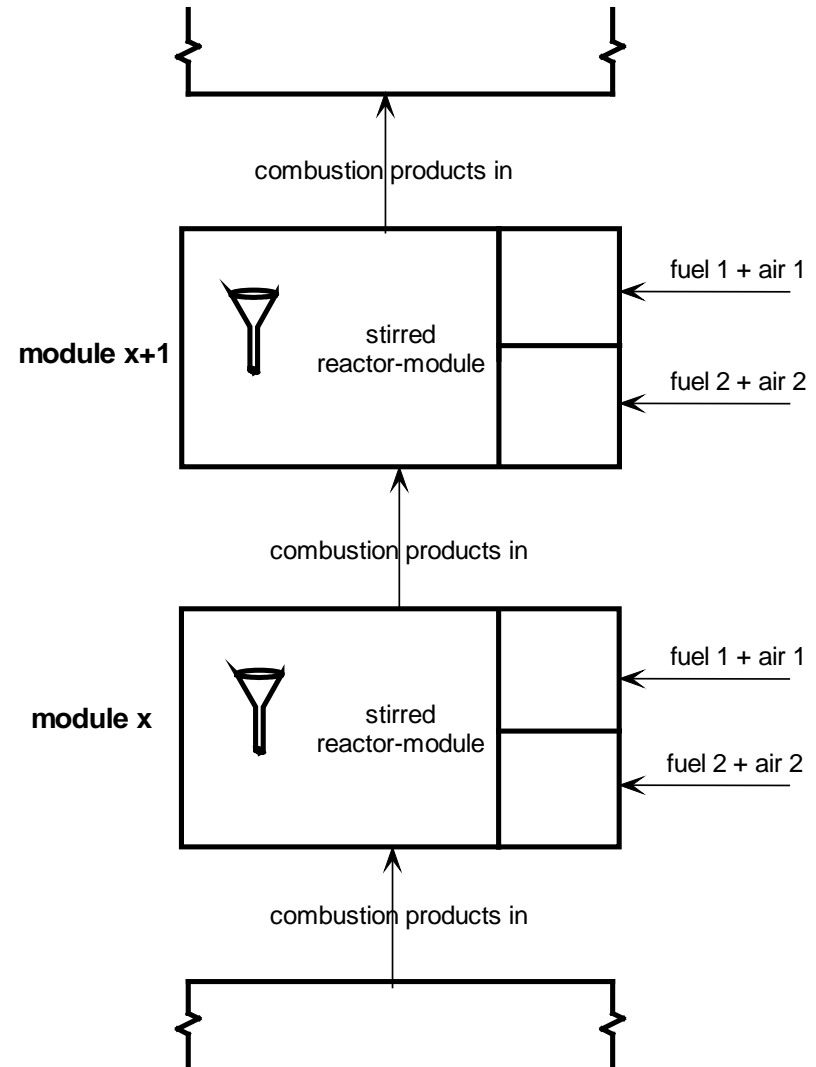 combustion products in
fuel 1 + air 1
module x+1
stirred
reactor-module
fuel 2 + air 2
combustion products in
fuel 1 + air 1
module x
stirred
reactor-module
fuel 2 + air 2
combustion products in